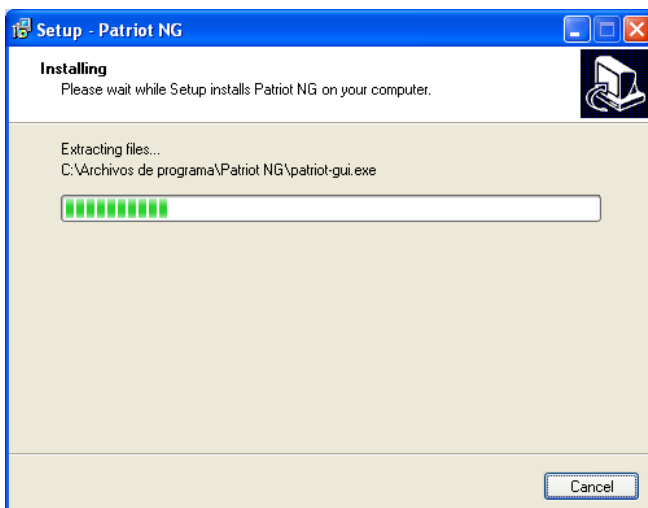 Setup - Patriot NG
Installing
Please wait while Setup installs Patriot NG on your computer.
Extracting files...
C:\Archivos de programa\Patriot NG\patriot-gui.exe
Cancel